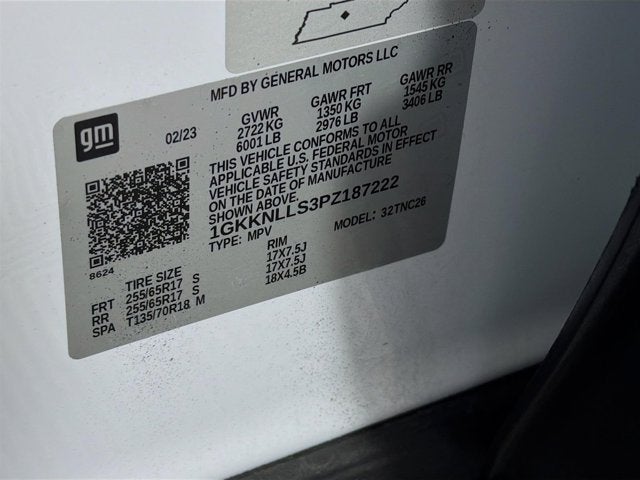 MFD BY GENERAL MOTORS LLC
gm
02/23
GVWR GAWR FRT GAWR RR
2722 KG 1350 KG 1545 KG
6001 LB 2976 LB 3406 LB
THIS VEHICLE CONFORMS TO ALL
APPLICABLE U.S. FEDERAL MOTOR
VEHICLE SAFETY STANDARDS IN EFFECT
ON THE DATE OF MANUFACTURE
SHOWN ABOVE.
1GKKNLLS3PZ187222
TYPE: MPV MODEL: 32TNC26
8624
TIRE SIZE RIM
FRT 255/65R17 S 17X7.5J
RR 255/65R17 S 17X7.5J
SPA T135/70R18 M 18X4.5B